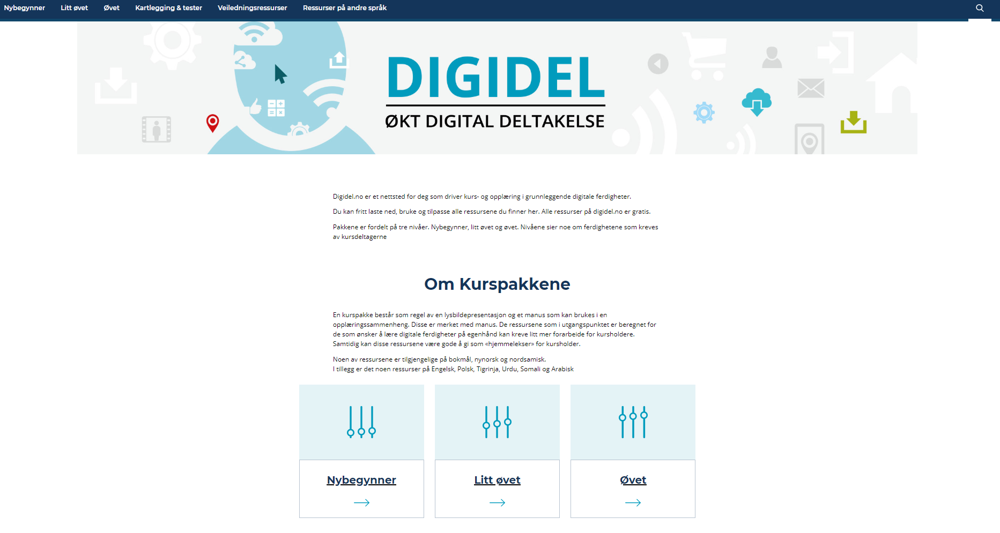 Nybegynner Litt øvet Øvet Kartlegging & tester Veiledningsressurser Ressurser på andre språk
DIGIDEL
ØKT DIGITAL DELTAKELSE
Digidel.no er et nettsted for deg som driver kurs- og opplæring i grunnleggende digitale ferdigheter.
Du kan fritt laste ned, bruke og tilpasse alle ressursene du finner her. Alle ressurser på digidel.no er gratis.
Pakkene er fordelt på tre nivåer. Nybegynner, litt øvet og øvet. Nivåene sier noe om ferdighetene som kreves
av kursdeltagerne
Om Kurspakkene
En kurspakke består som regel av en lysbildepresentasjon og et manus som kan brukes i en
opplæringssammenheng. Disse er merket med manus. De ressursene som i utgangspunktet er beregnet for
de som ønsker å lære digitale ferdigheter på egenhånd kan kreve litt mer forarbeide for kursholdere.
Samtidig kan disse ressursene være gode å gi som «hjemmelekser» for kursholder.
Noen av ressursene er tilgjengelige på bokmål, nynorsk og nordsamisk.
I tillegg er det noen ressurser på Engelsk, Polsk, Tigrinja, Urdu, Somali og Arabisk
Nybegynner
Litt øvet
Øvet